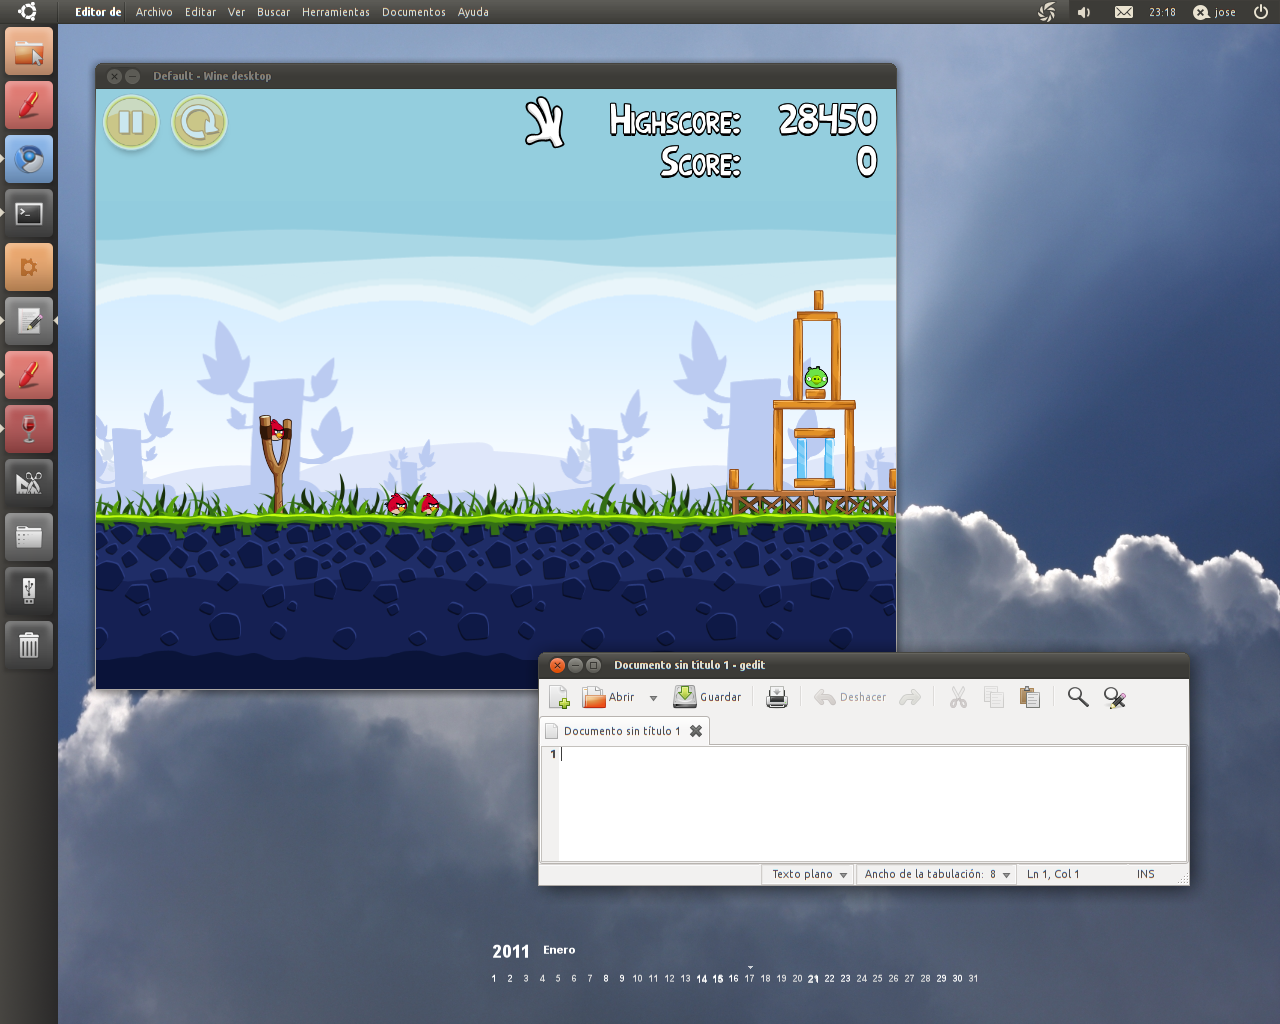 Editor de Archivo Editar Ver Buscar Herramientas Documentos Ayuda 23:18 jose
Default - Wine desktop
Highscore: 28450
Score: 0
Documento sin título 1 - gedit
Abrir Guardar Deshacer
Documento sin título 1
1
Texto plano Ancho de la tabulación: 8 Ln 1, Col 1 INS
2011 Enero
1 2 3 4 5 6 7 8 9 10 11 12 13 14 15 16 17 18 19 20 21 22 23 24 25 26 27 28 29 30 31